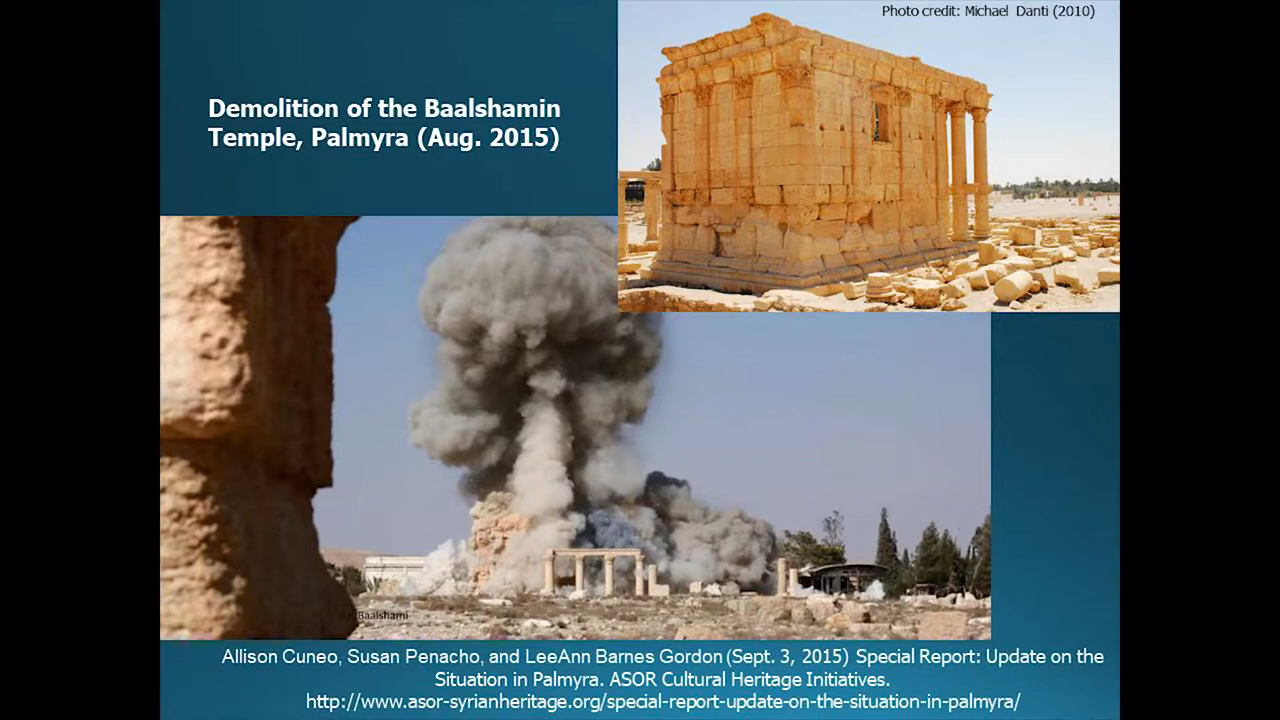 Photo credit: Michael Danti (2010)
Demolition of the Baalshamin
Temple, Palmyra (Aug. 2015)
Baalshami
Allison Cuneo, Susan Penacho, and LeeAnn Barnes Gordon (Sept. 3, 2015) Special Report: Update on the
Situation in Palmyra. ASOR Cultural Heritage Initiatives.
http://www.asor-syrianheritage.org/special-report-update-on-the-situation-in-palmyra/